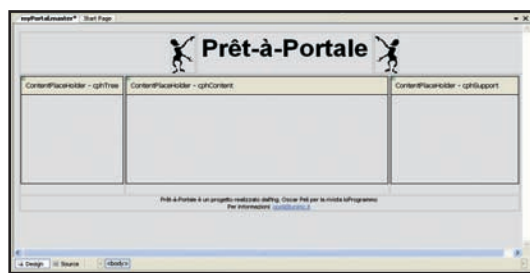 myPortal.master* Start Page
Prêt-à-Portale
ContentPlaceHolder - cphTree ContentPlaceHolder - cphContent ContentPlaceHolder - cphSupport
Prêt-à-Portale è un progetto realizzato dall'ing. Oscar Peli per la rivista ioProgrammo
Per informazioni:
Design Source <body>